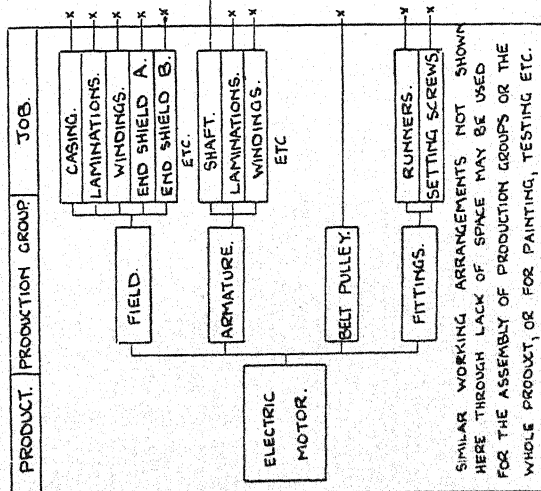 PRODUCT. PRODUCTION GROUP. JOB.
ELECTRIC
MOTOR.
FIELD.
CASING.
LAMINATIONS.
WINDINGS.
END SHIELD A.
END SHIELD B.
ETC.
ARMATURE.
SHAFT.
LAMINATIONS.
WINDINGS.
ETC
BELT PULLEY.
FITTINGS.
RUNNERS.
SETTING SCREWS.
SIMILAR WORKING ARRANGEMENTS NOT SHOWN
HERE THROUGH LACK OF SPACE MAY BE USED
FOR THE ASSEMBLY OF PRODUCTION GROUPS OR THE
WHOLE PRODUCT, OR FOR PAINTING, TESTING ETC.
x
x
x
x
x
x
x
x
x
x